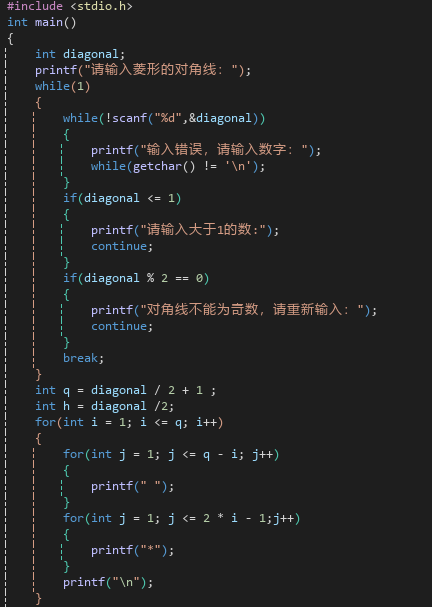 #include <stdio.h>
int main()
{
    int diagonal;
    printf("请输入菱形的对角线: ");
    while(1)
    {
        while(!scanf("%d",&diagonal))
        {
            printf("输入错误, 请输入数字: ");
            while(getchar() != '\n');
        }
        if(diagonal <= 1)
        {
            printf("请输入大于1的数:");
            continue;
        }
        if(diagonal % 2 == 0)
        {
            printf("对角线不能为奇数, 请重新输入: ");
            continue;
        }
        break;
    }
    int q = diagonal / 2 + 1 ;
    int h = diagonal /2;
    for(int i = 1; i <= q; i++)
    {
        for(int j = 1; j <= q - i; j++)
        {
            printf(" ");
        }
        for(int j = 1; j <= 2 * i - 1;j++)
        {
            printf("*");
        }
        printf("\n");
    }